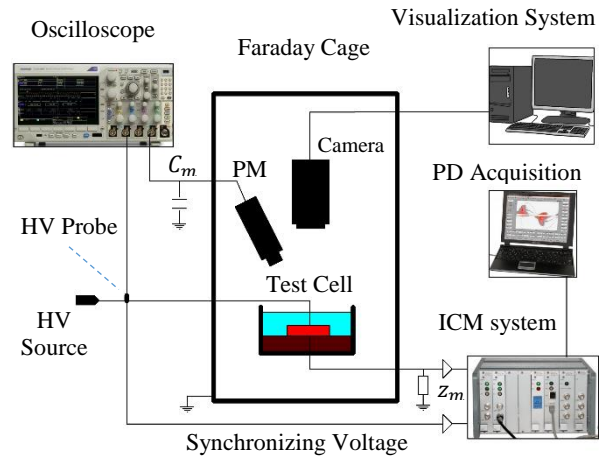 Visualization System
Oscilloscope
Faraday Cage
Camera
PM
C_m
PD Acquisition
HV Probe
Test Cell
HV
Source
ICM system
z_m
Synchronizing Voltage